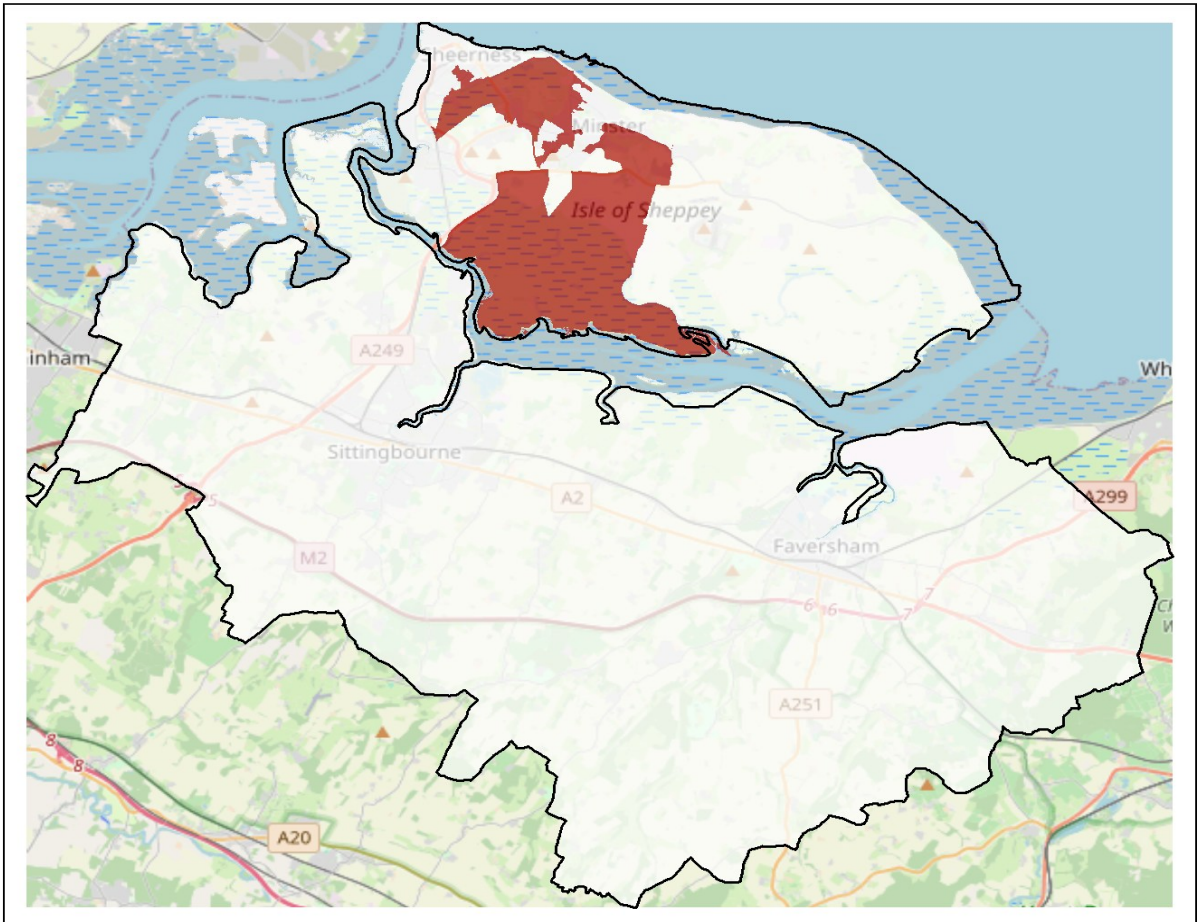 Sheerness
Minster
Isle of Sheppey
A249
inham
Wh
Sittingbourne
A2
A299
5
M2
Faversham
6
6
7
7
A251
8
8
A20